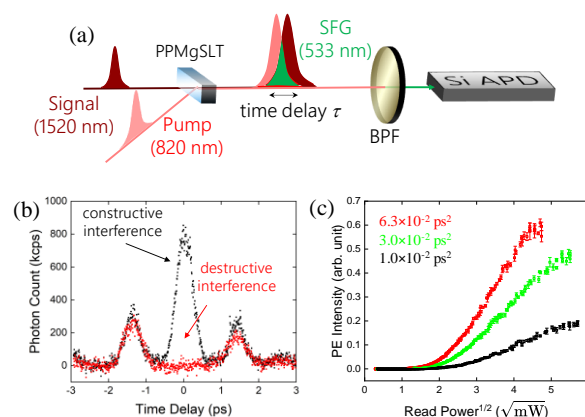 (a)
PPMgSLT
SFG
(533 nm)
Si APD
Signal
(1520 nm)
Pump
(820 nm)
time delay τ
BPF
(b)
1000
800
600
400
200
0
Photon Count (kcps)
constructive
interference
destructive
interference
-3 -2 -1 0 1 2 3
Time Delay (ps)
(c)
0.7
0.6
0.5
0.4
0.3
0.2
0.1
0.0
PE Intensity (arb. unit)
6.3×10⁻² ps²
3.0×10⁻² ps²
1.0×10⁻² ps²
0 1 2 3 4 5
Read Power¹ᐟ² (√mW)